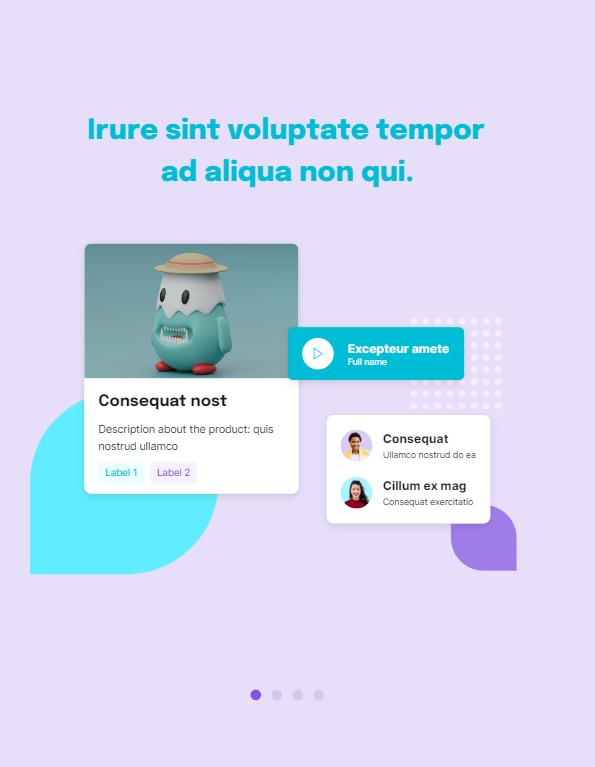 Irure sint voluptate tempor
ad aliqua non qui.
Consequat nost
Description about the product: quis
nostrud ullamco
Label 1 Label 2
Excepteur amete
Full name
Consequat
Ullamco nostrud do ea
Cillum ex mag
Consequat exercitatio